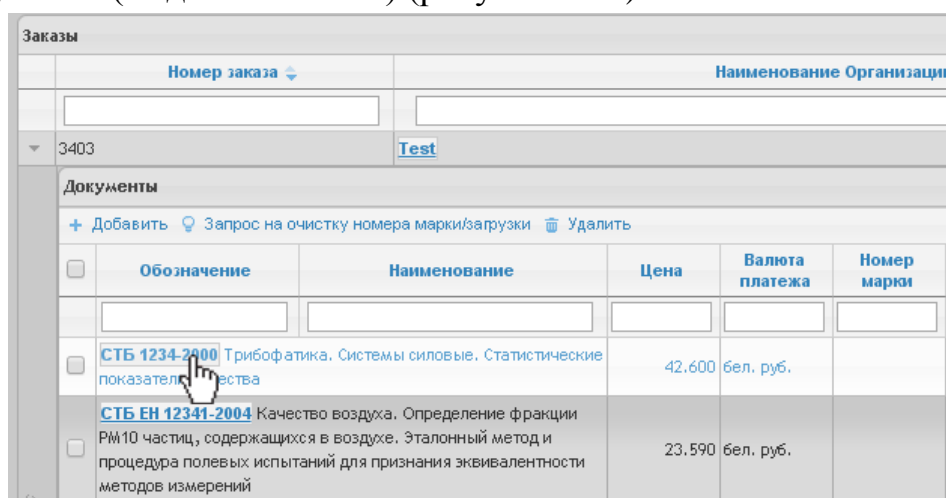 Заказы
Номер заказа Наименование Организаци
3403 Test
Документы
+ Добавить Запрос на очистку номера марки/загрузки Удалить
Обозначение Наименование Цена Валюта платежа Номер марки
СТБ 1234-2000 Трибофатика. Системы силовые. Статистические 42.600 бел. руб.
показатели
СТБ ЕН 12341-2004 Качество воздуха. Определение фракции
РМ10 частиц, содержащихся в воздухе. Эталонный метод и 23.590 бел. руб.
процедура полевых испытаний для признания эквивалентности
методов измерений